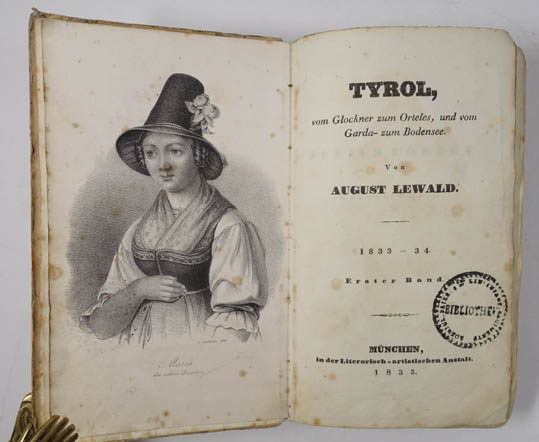 Maria
TYROL,
vom Glockner zum Orteles, und vom
Garda- zum Bodensee.
Von
AUGUST LEWALD.
1833 – 34.
Erster Band.
BIBLIOTHE
MÜNCHEN,
in der Literarisch-artistischen Anstalt.
1835.